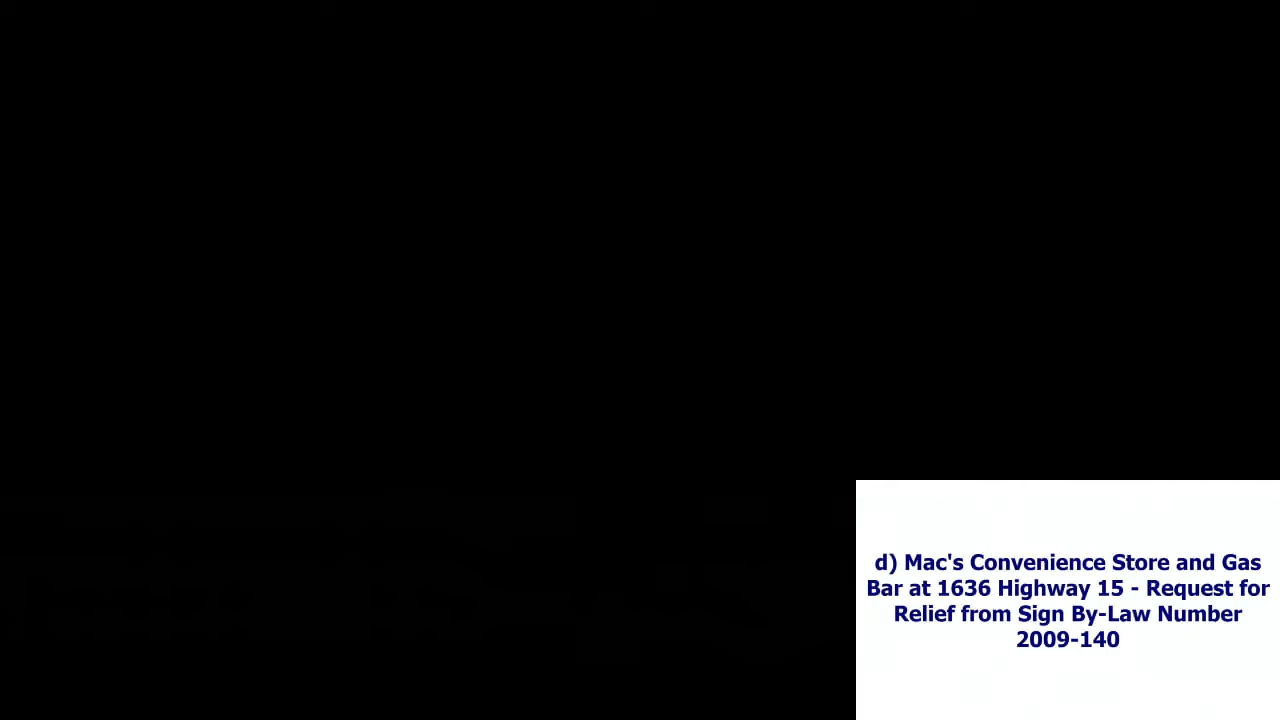 d) Mac's Convenience Store and Gas
Bar at 1636 Highway 15 - Request for
Relief from Sign By-Law Number
2009-140